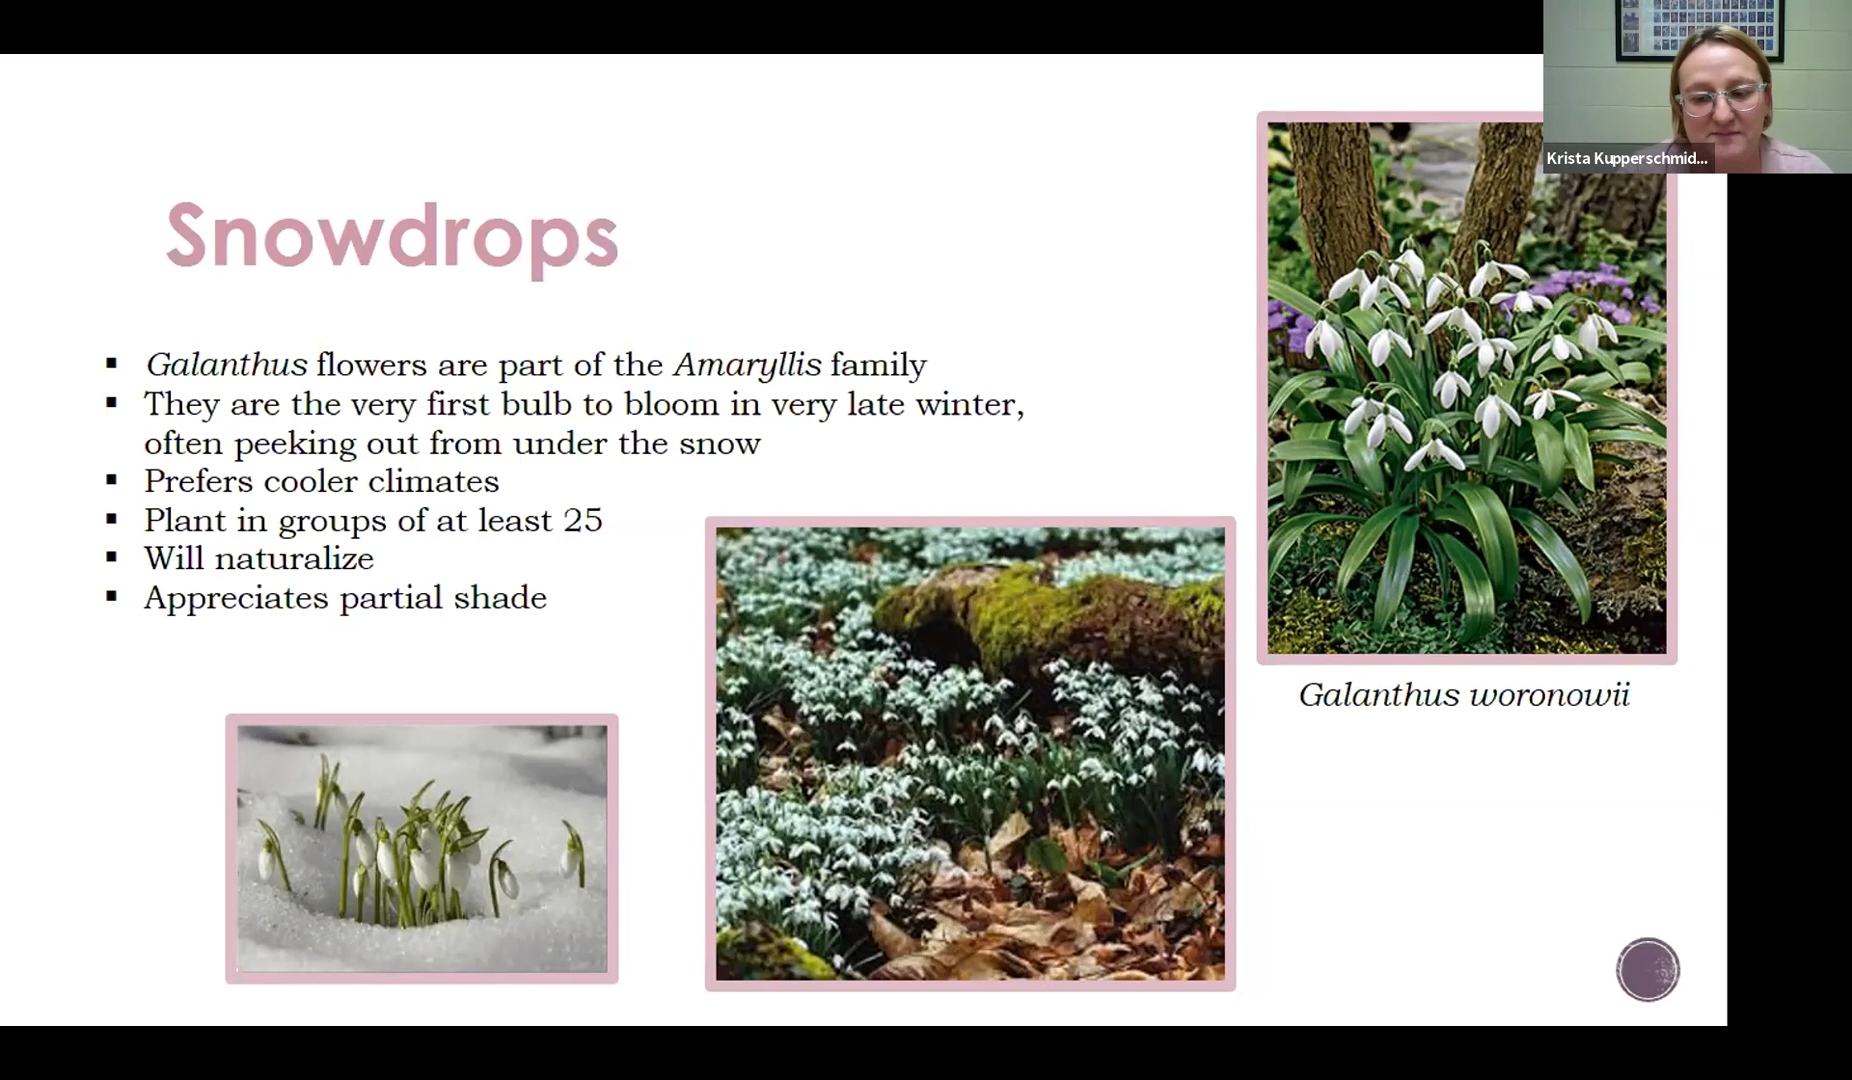 Krista Kupperschmid...
Snowdrops
▪ Galanthus flowers are part of the Amaryllis family
▪ They are the very first bulb to bloom in very late winter,
often peeking out from under the snow
▪ Prefers cooler climates
▪ Plant in groups of at least 25
▪ Will naturalize
▪ Appreciates partial shade
Galanthus woronowii